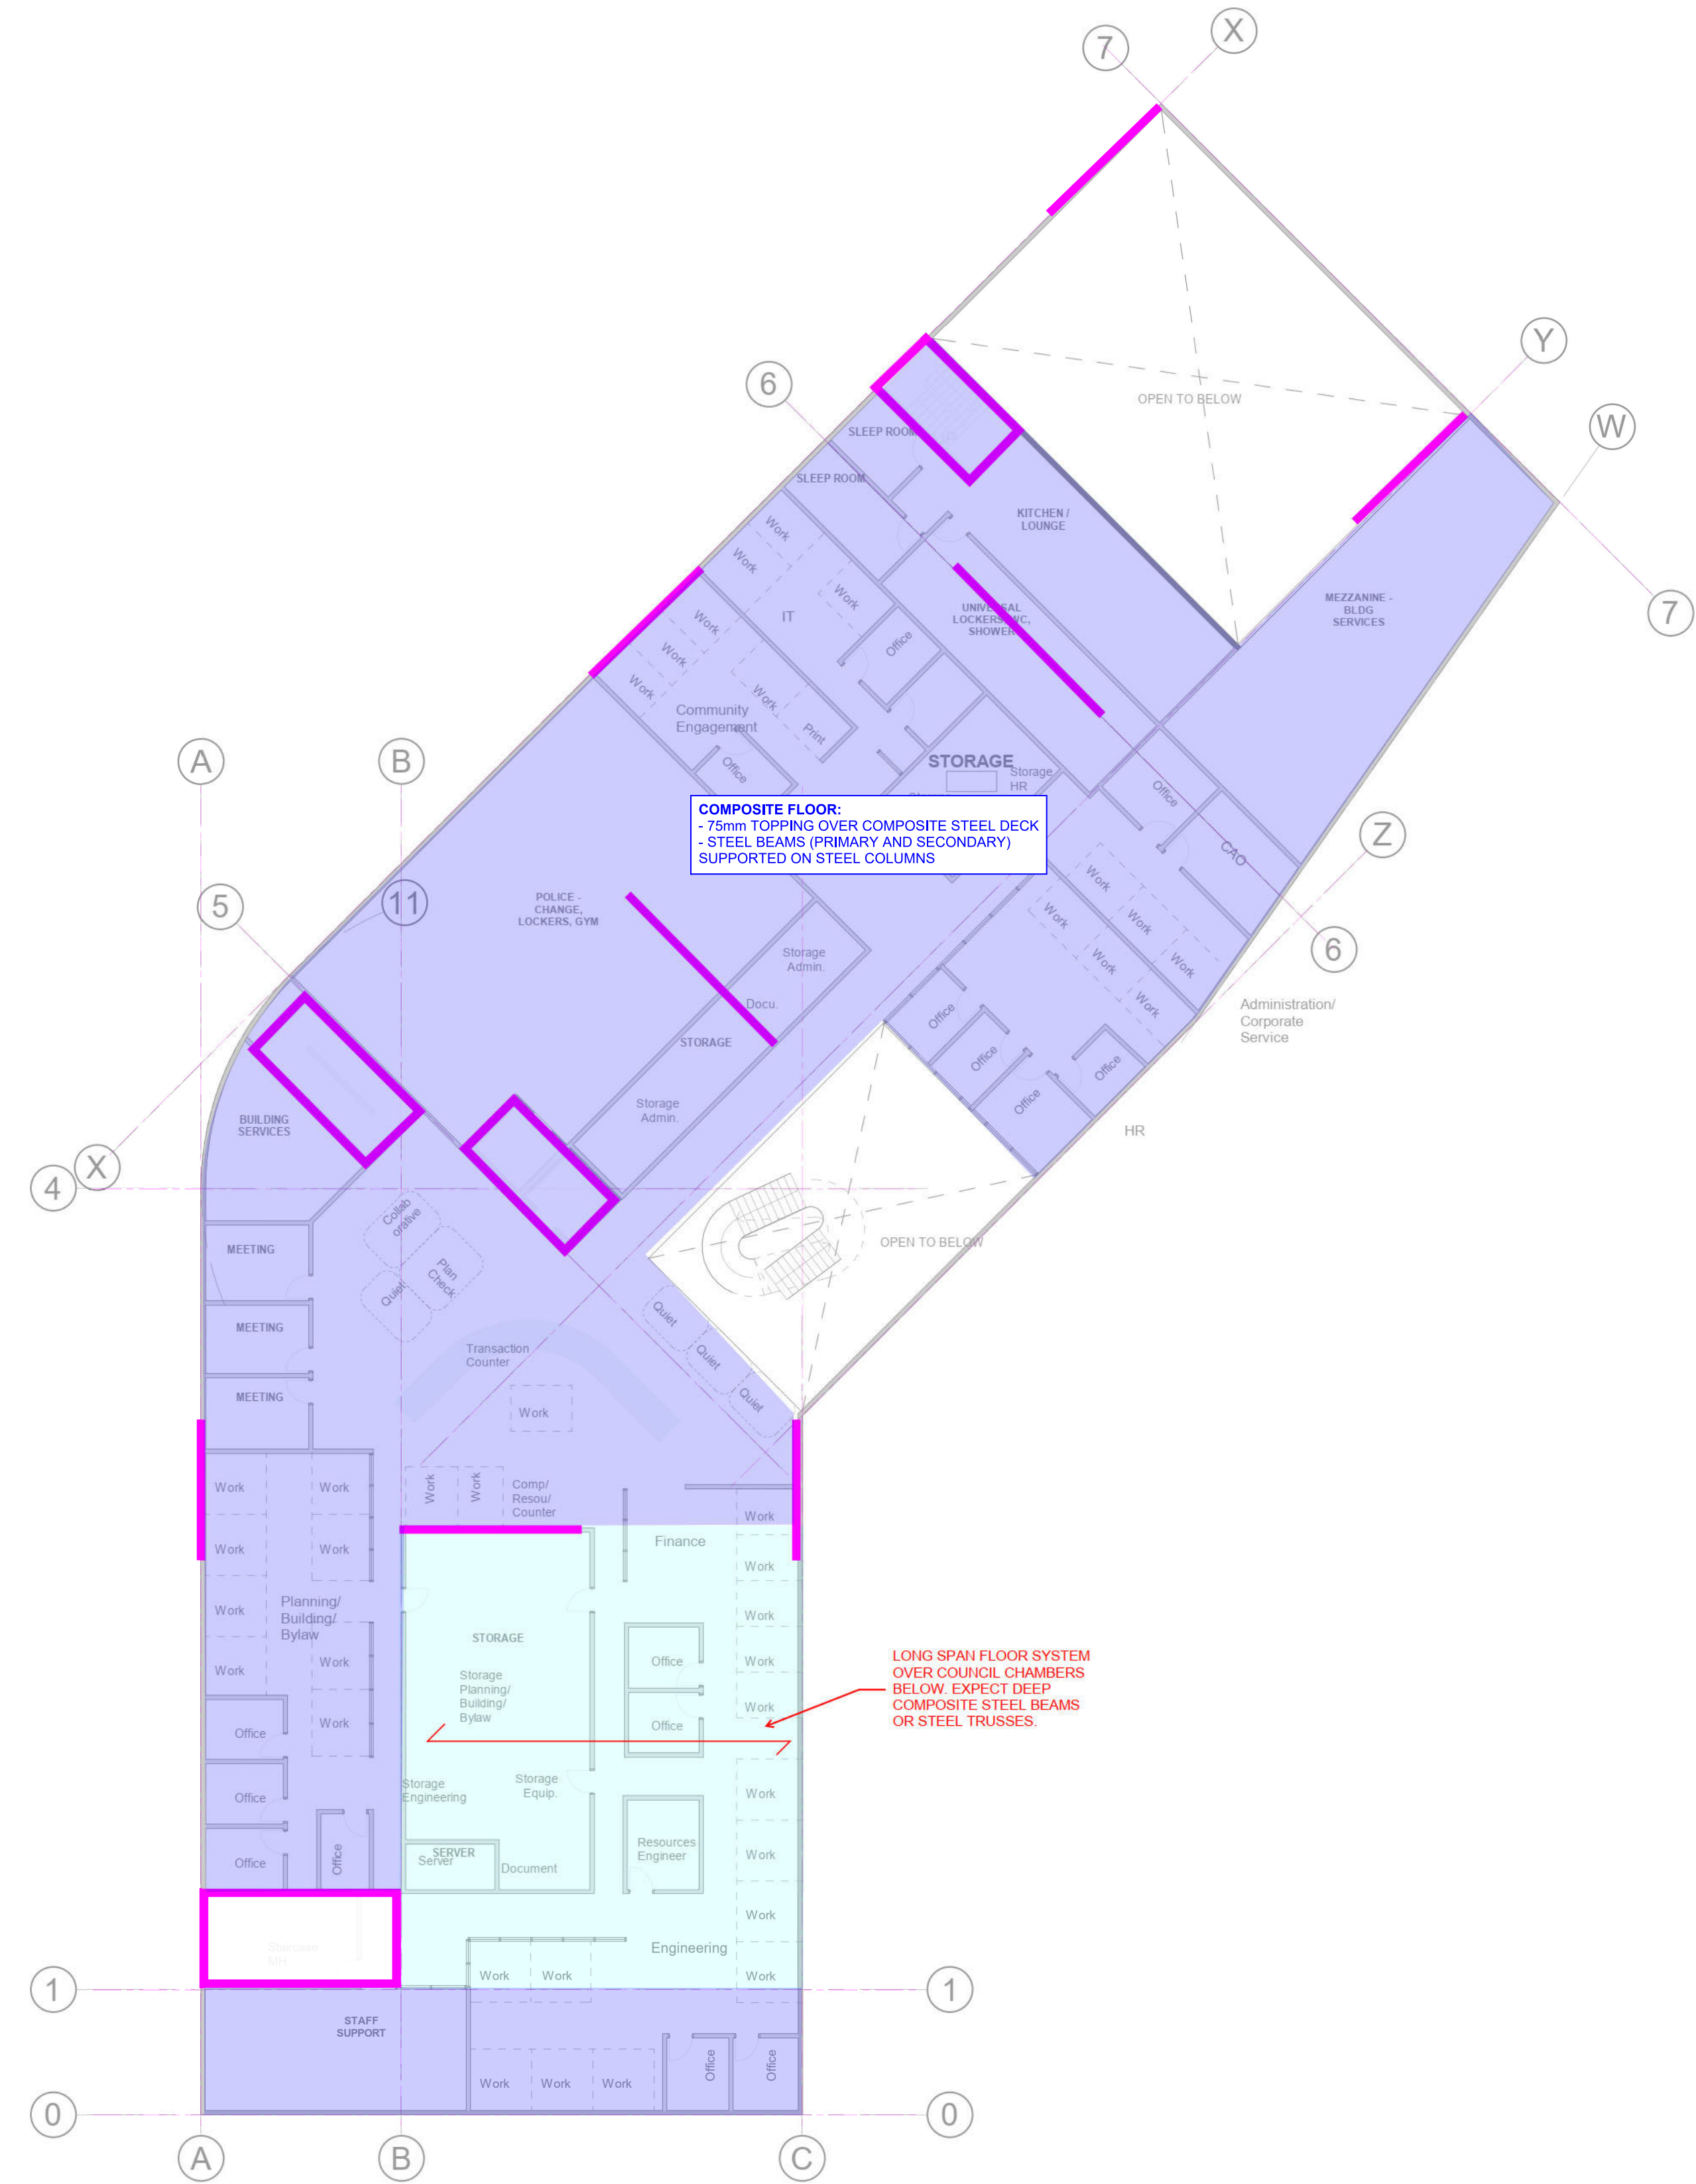 X
7
Y
6
OPEN TO BELOW
W
SLEEP ROOM
SLEEP ROOM
KITCHEN /
LOUNGE
Work
Work
Work
IT
MEZZANINE -
BLDG
SERVICES
UNIVERSAL
LOCKERS, WC,
SHOWER
7
Work
Work
Work
Office
Work
Community
Engagement
Print
A
B
Office
STORAGE
Storage
HR
Office
COMPOSITE FLOOR:
- 75mm TOPPING OVER COMPOSITE STEEL DECK
- STEEL BEAMS (PRIMARY AND SECONDARY)
SUPPORTED ON STEEL COLUMNS
CAO
Z
5
11
POLICE -
CHANGE,
LOCKERS, GYM
Work
Work
Work
Work
Work
Work
6
Storage
Admin.
Docu.
STORAGE
Office
Administration/
Corporate
Service
Office
Office
Office
Storage
Admin.
BUILDING
SERVICES
HR
X
4
Collab
orative
Plan
Check
Quiet
MEETING
OPEN TO BELOW
MEETING
Quiet
Quiet
Quiet
Transaction
Counter
MEETING
Work
Work
Work
Work
Work
Comp/
Resou/
Counter
Work
Finance
Work
Work
Work
Planning/
Building/
Bylaw
Work
Work
STORAGE
Work
Work
Storage
Planning/
Building/
Bylaw
Office
Work
LONG SPAN FLOOR SYSTEM
OVER COUNCIL CHAMBERS
BELOW. EXPECT DEEP
COMPOSITE STEEL BEAMS
OR STEEL TRUSSES.
Work
Office
Work
Office
Storage
Engineering
Storage
Equip.
Work
Office
Office
Office
SERVER
Server
Document
Resources
Engineer
Work
Work
Staircase
MH
Engineering
Work
Work
Work
1
1
STAFF
SUPPORT
Work
Work
Work
Office
Office
0
0
A
B
C